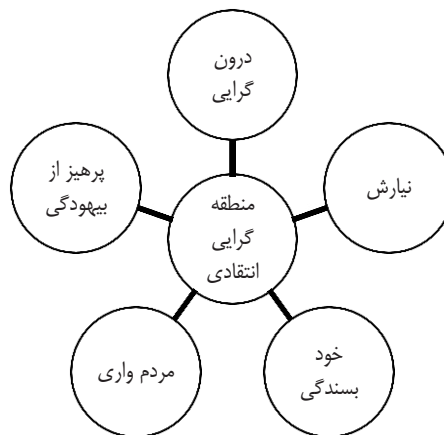 درون
گرایی
پرهیز از
بیهودگی
نیارش
منطقه
گرایی
انتقادی
مردم واری
خود
بسندگی